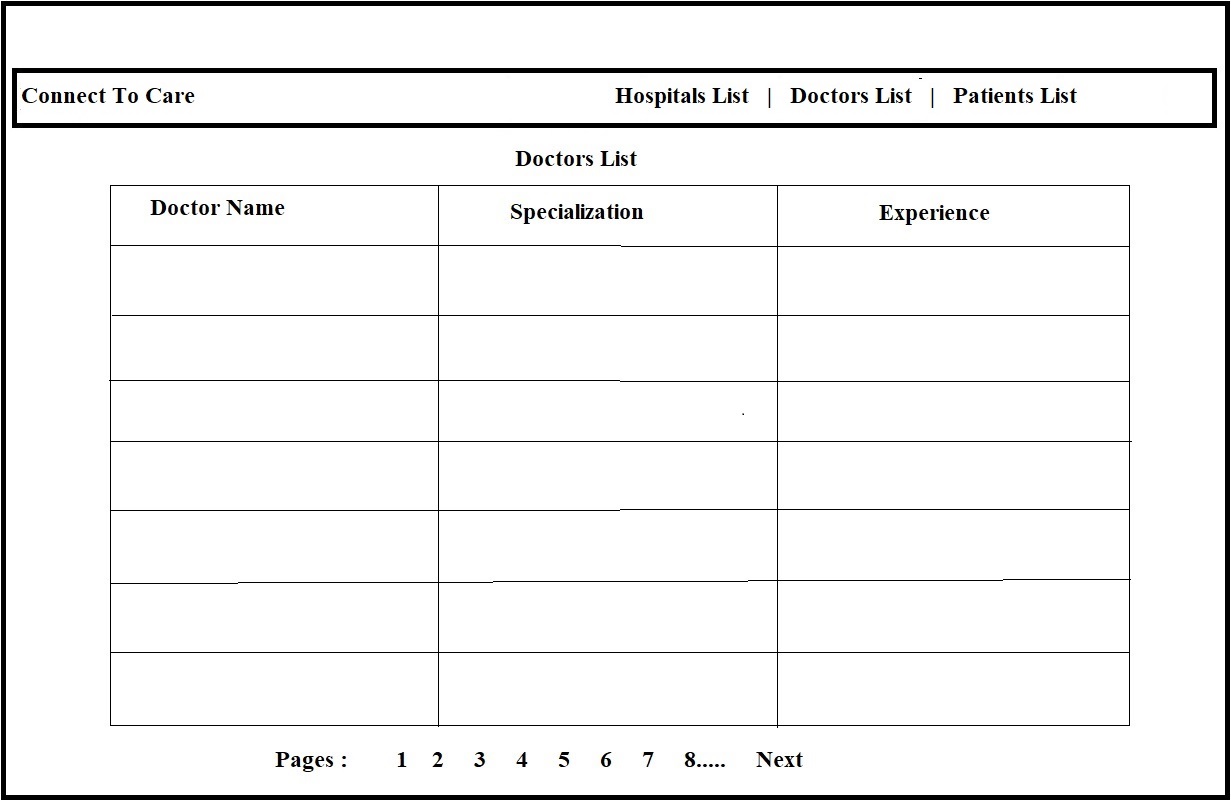 Connect To Care Hospitals List | Doctors List | Patients List
Doctors List
Doctor Name Specialization Experience
Pages : 1 2 3 4 5 6 7 8..... Next